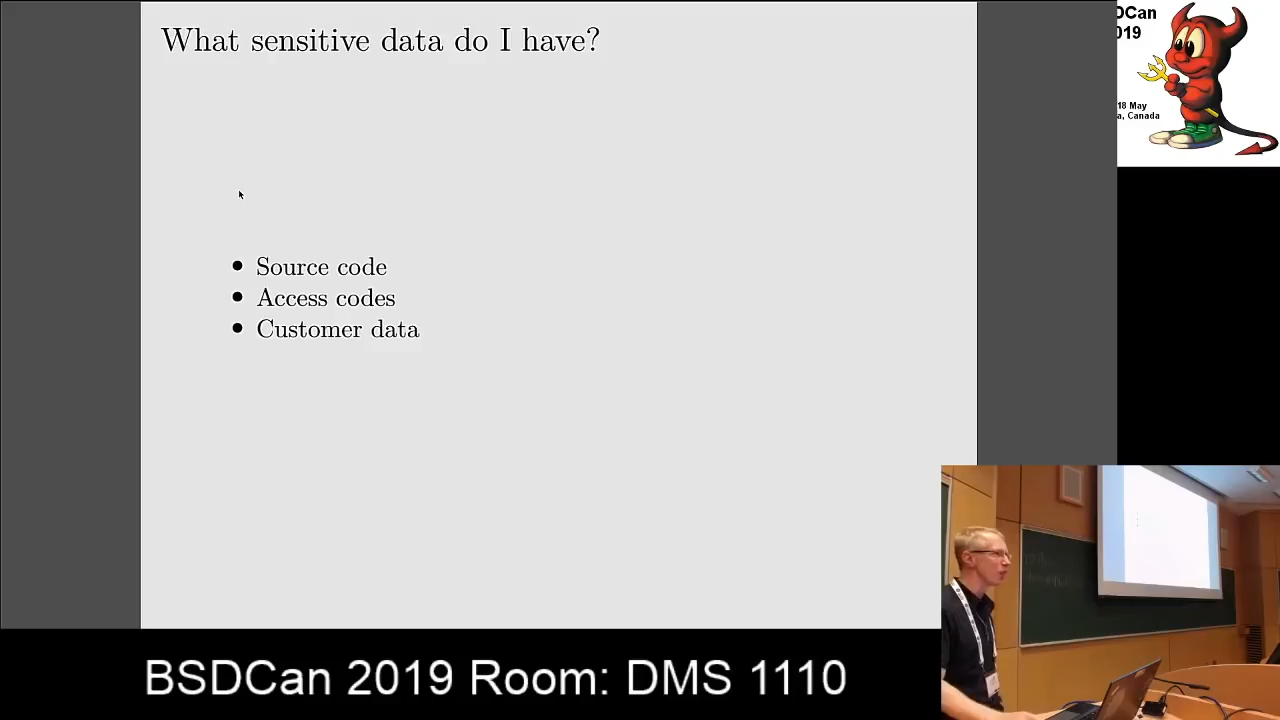 What sensitive data do I have?
• Source code
• Access codes
• Customer data
DCan
019
18 May
a, Canada
BSDCan 2019 Room: DMS 1110